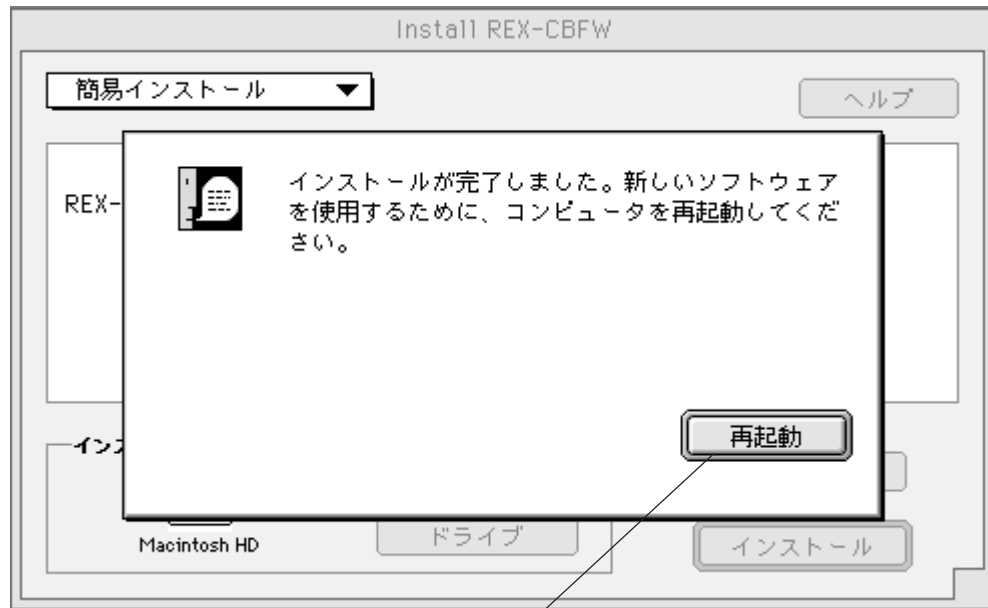 Install REX-CBFW
簡易インストール
ヘルプ
REX-
インストールが完了しました。新しいソフトウェア
を使用するために、コンピュータを再起動してくだ
さい。
再起動
インス
Macintosh HD
ドライブ
インストール